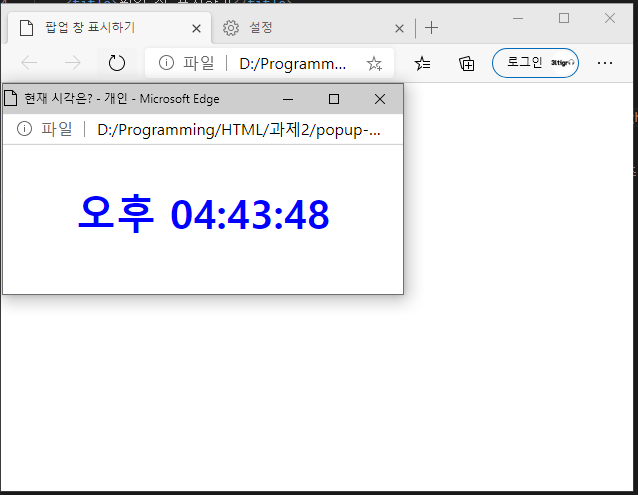 팝업 창 표시하기
설정
파일 D:/Programm...
로그인
현재 시각은? - 개인 - Microsoft Edge
파일 D:/Programming/HTML/과제2/popup-...
오후 04:43:48